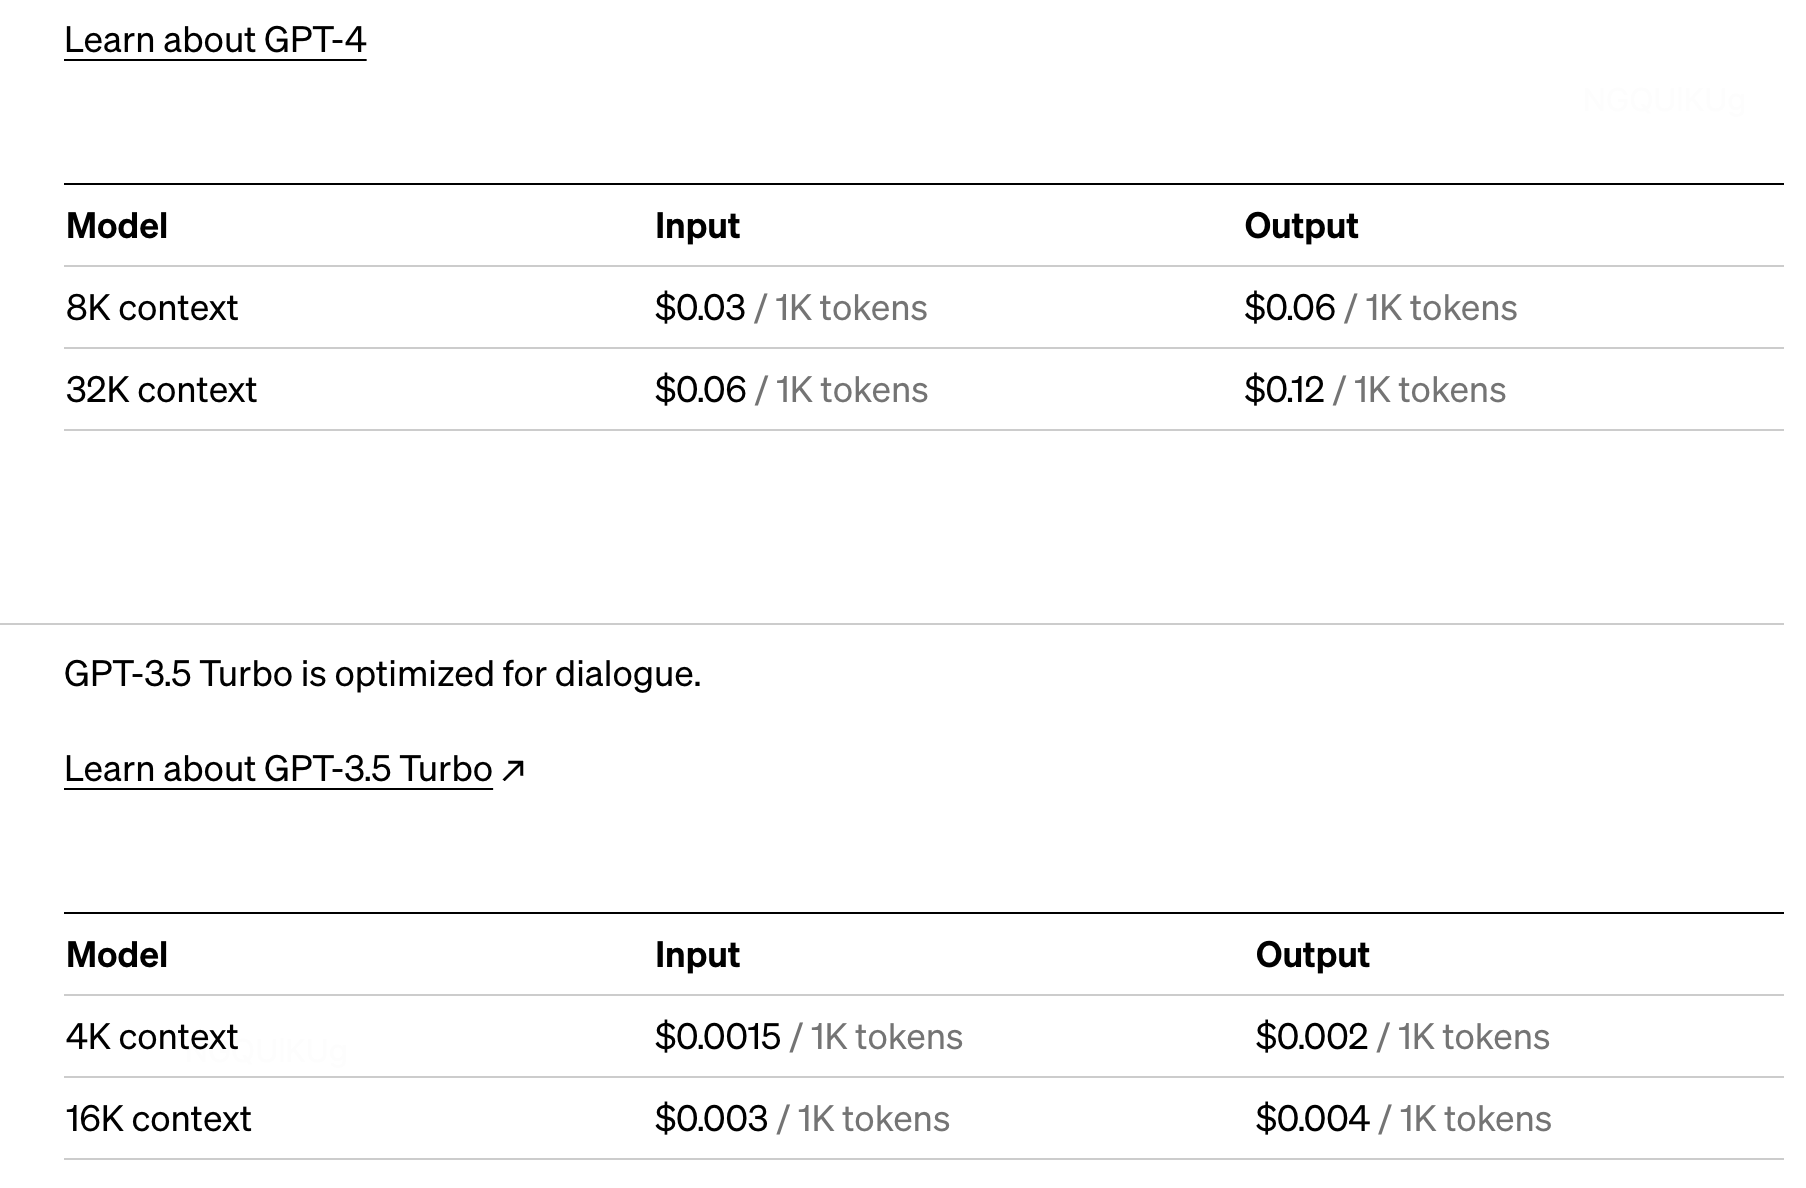 Learn about GPT-4
Model Input Output
8K context $0.03 / 1K tokens $0.06 / 1K tokens
32K context $0.06 / 1K tokens $0.12 / 1K tokens
GPT-3.5 Turbo is optimized for dialogue.
Learn about GPT-3.5 Turbo ↗
Model Input Output
4K context $0.0015 / 1K tokens $0.002 / 1K tokens
16K context $0.003 / 1K tokens $0.004 / 1K tokens